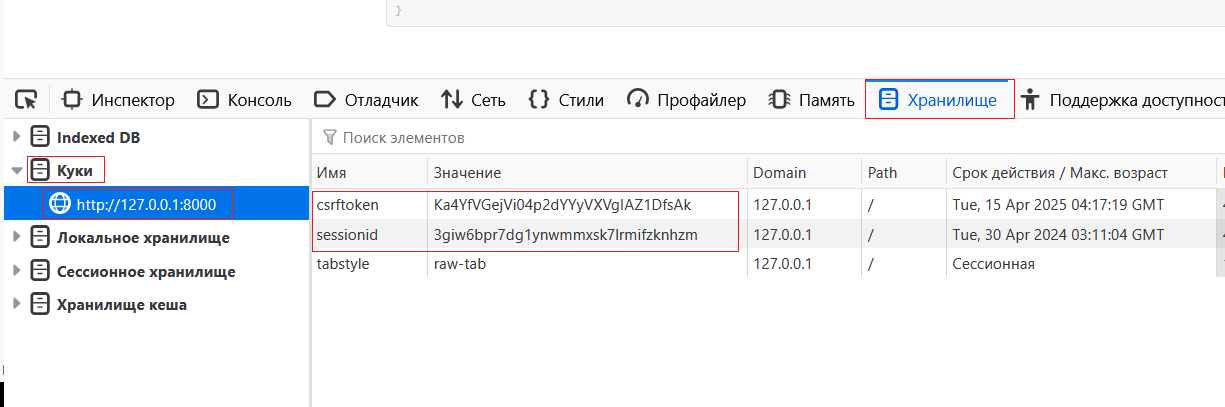 }
Инспектор Консоль Отладчик Сеть {} Стили Профайлер Память Хранилище Поддержка доступност
Indexed DB
Куки
http://127.0.0.1:8000
Локальное хранилище
Сессионное хранилище
Хранилище кеша
Поиск элементов
Имя Значение Domain Path Срок действия / Макс. возраст
csrftoken Ka4YfVGejVi04p2dYYyVXVgIAZ1DfsAk 127.0.0.1 / Tue, 15 Apr 2025 04:17:19 GMT
sessionid 3giw6bpr7dg1ynwmmxsk7lrmifzknhzm 127.0.0.1 / Tue, 30 Apr 2024 03:11:04 GMT
tabstyle raw-tab 127.0.0.1 / Сессионная